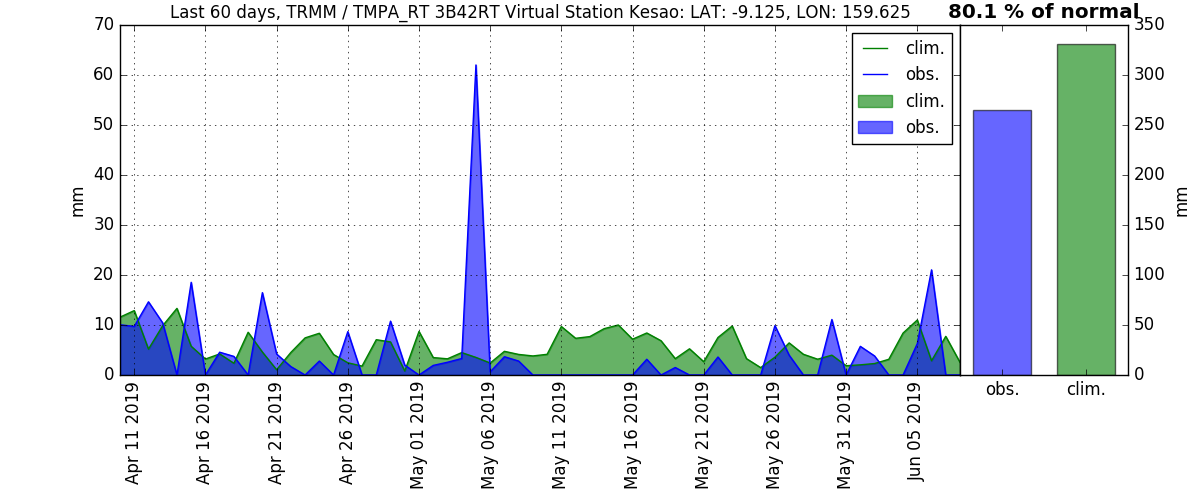 Last 60 days, TRMM / TMPA_RT 3B42RT Virtual Station Kesao: LAT: -9.125, LON: 159.625
80.1 % of normal
70
60
50
40
30
20
10
0
mm
clim.
obs.
clim.
obs.
350
300
250
200
150
100
50
0
mm
Apr 11 2019
Apr 16 2019
Apr 21 2019
Apr 26 2019
May 01 2019
May 06 2019
May 11 2019
May 16 2019
May 21 2019
May 26 2019
May 31 2019
Jun 05 2019
obs.
clim.